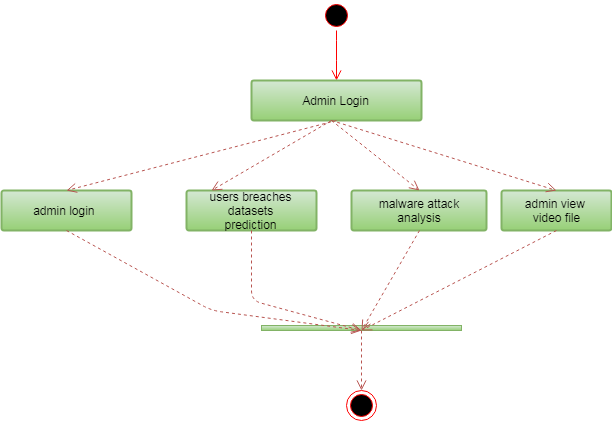 Admin Login
admin login
users breaches
datasets
prediction
malware attack
analysis
admin view
video file